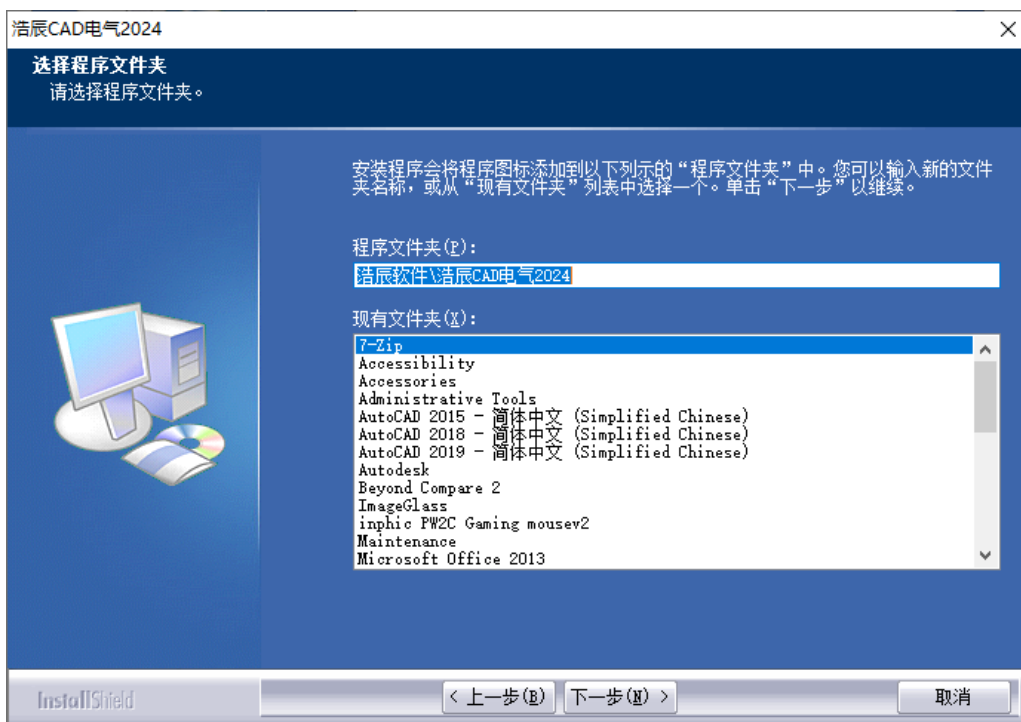 浩辰CAD电气2024
选择程序文件夹
请选择程序文件夹。
安装程序会将程序图标添加到以下列示的“程序文件夹”中。您可以输入新的文件
夹名称，或从“现有文件夹”列表中选择一个。单击“下一步”以继续。
程序文件夹(P):
浩辰软件\浩辰CAD电气2024
现有文件夹(X):
7-Zip
Accessibility
Accessories
Administrative Tools
AutoCAD 2015 - 简体中文 (Simplified Chinese)
AutoCAD 2018 - 简体中文 (Simplified Chinese)
AutoCAD 2019 - 简体中文 (Simplified Chinese)
Autodesk
Beyond Compare 2
ImageGlass
inphic PW2C Gaming mousev2
Maintenance
Microsoft Office 2013
InstallShield
< 上一步(B)
下一步(N) >
取消